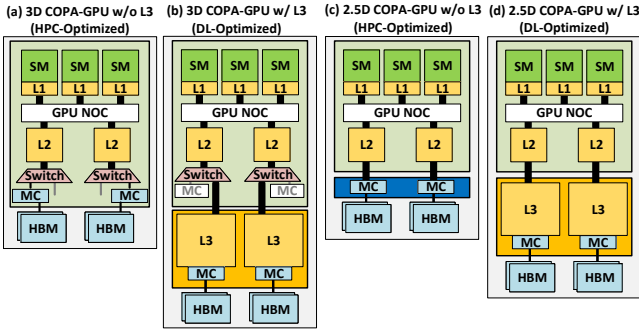 (a) 3D COPA-GPU w/o L3
(HPC-Optimized)
SM SM SM
L1 L1 L1
GPU NOC
L2 L2
Switch Switch
MC MC
HBM HBM
(b) 3D COPA-GPU w/ L3
(DL-Optimized)
SM SM SM
L1 L1 L1
GPU NOC
L2 L2
Switch Switch
MC MC
L3 L3
MC MC
HBM HBM
(c) 2.5D COPA-GPU w/o L3
(HPC-Optimized)
SM SM SM
L1 L1 L1
GPU NOC
L2 L2
MC MC
HBM HBM
(d) 2.5D COPA-GPU w/ L3
(DL-Optimized)
SM SM SM
L1 L1 L1
GPU NOC
L2 L2
L3 L3
MC MC
HBM HBM